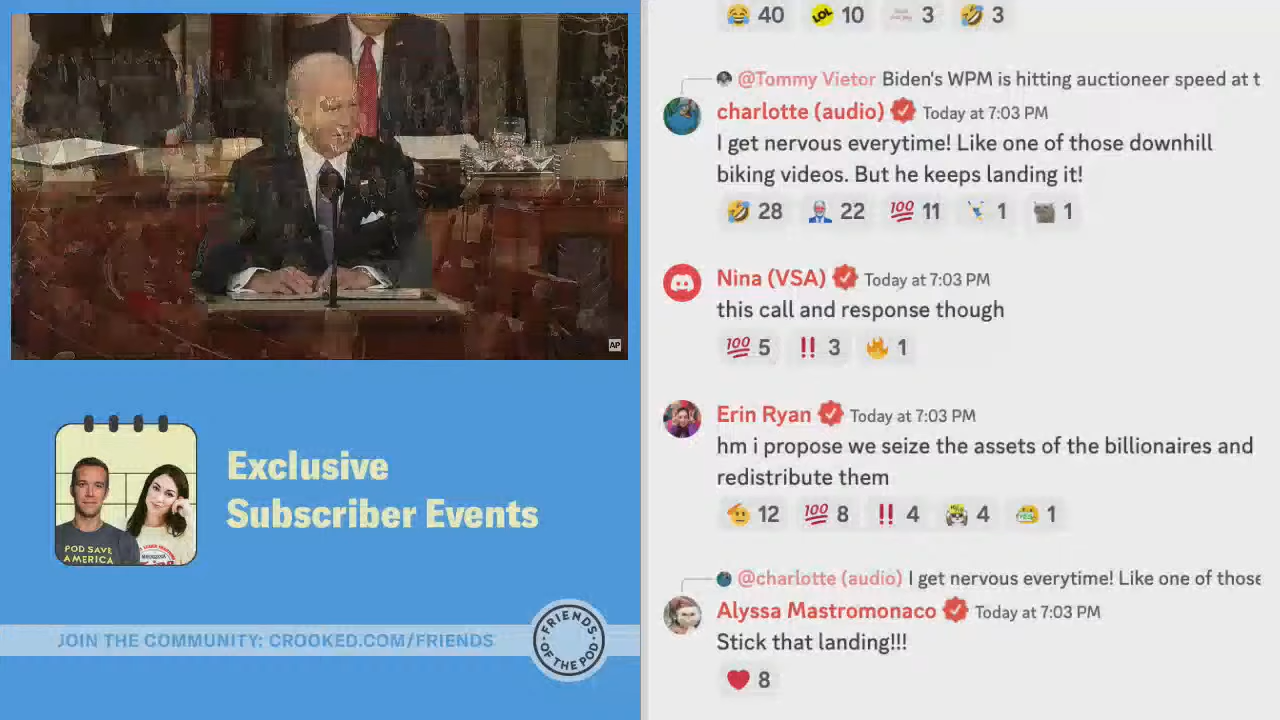 AP
POD SAVE
AMERICA
Exclusive
Subscriber Events
JOIN THE COMMUNITY: CROOKED.COM/FRIENDS
FRIENDS
OF THE POD
😂 40 LOL 10 3 🤣 3
@Tommy Vietor Biden's WPM is hitting auctioneer speed at t
charlotte (audio) Today at 7:03 PM
I get nervous everytime! Like one of those downhill
biking videos. But he keeps landing it!
🤣 28 22 💯 11 1 1
Nina (VSA) Today at 7:03 PM
this call and response though
💯 5 ‼️ 3 🔥 1
Erin Ryan Today at 7:03 PM
hm i propose we seize the assets of the billionaires and
redistribute them
🫡 12 💯 8 ‼️ 4 4 1
@charlotte (audio) I get nervous everytime! Like one of those
Alyssa Mastromonaco Today at 7:03 PM
Stick that landing!!!
❤️ 8